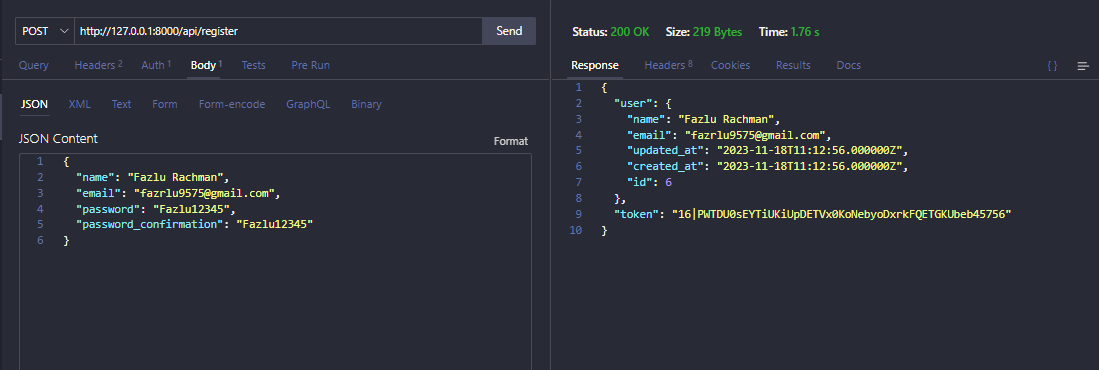 POST http://127.0.0.1:8000/api/register Send
Query Headers 2 Auth 1 Body 1 Tests Pre Run
JSON XML Text Form Form-encode GraphQL Binary
JSON Content Format
1 {
2 "name": "Fazlu Rachman",
3 "email": "fazrlu9575@gmail.com",
4 "password": "Fazlu12345",
5 "password_confirmation": "Fazlu12345"
6 }
Status: 200 OK Size: 219 Bytes Time: 1.76 s
Response Headers 8 Cookies Results Docs { }
1 {
2 "user": {
3 "name": "Fazlu Rachman",
4 "email": "fazrlu9575@gmail.com",
5 "updated_at": "2023-11-18T11:12:56.000000Z",
6 "created_at": "2023-11-18T11:12:56.000000Z",
7 "id": 6
8 },
9 "token": "16|PWTDU0sEYTiUKiUpDETVx0KoNebyoDxrkFQETGKUbeb45756"
10 }